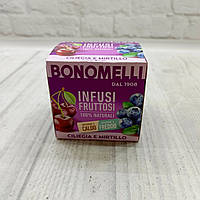 BONOMELLI
DAL 1908
INFUSI
FRUTTOSI
100% NATURALI
CALDO
FREDDO
CILIEGIA E MIRTILLO